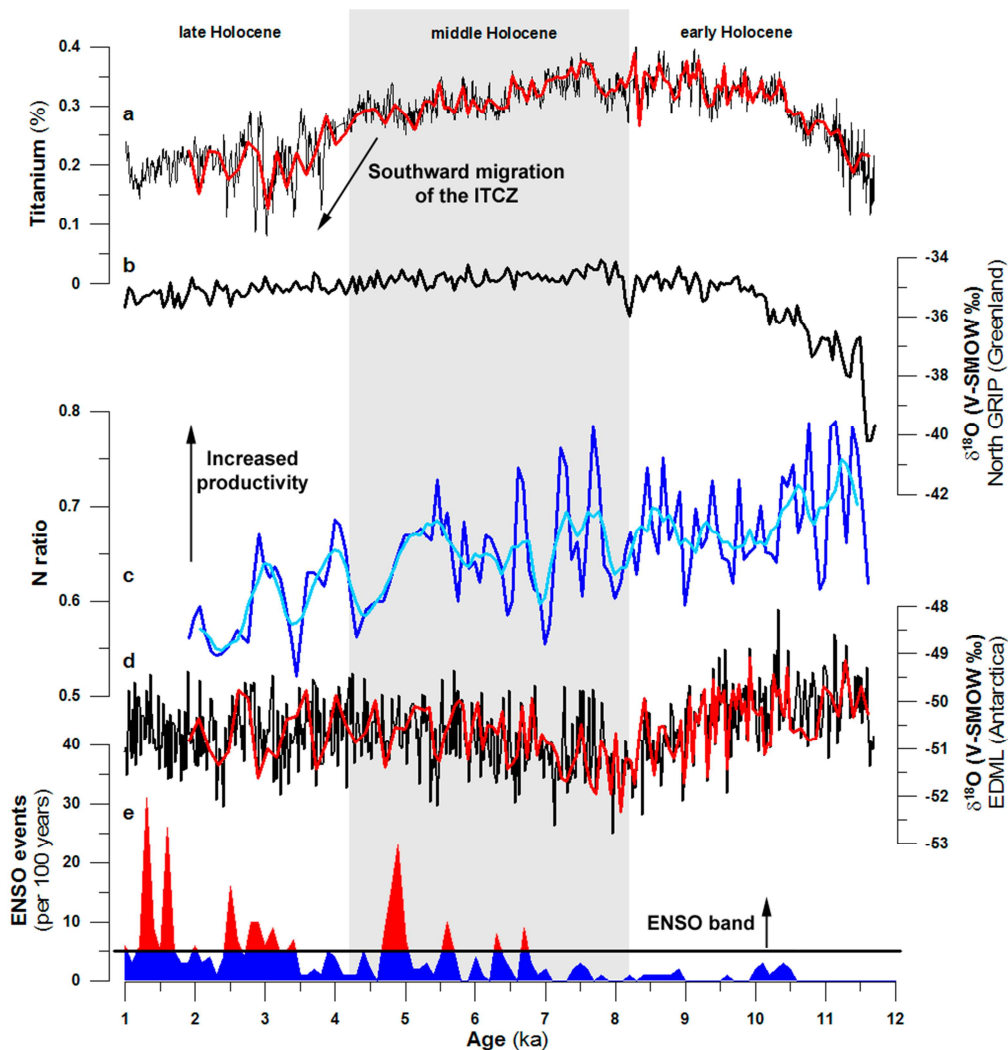 late Holocene
middle Holocene
early Holocene
0.4
0.3
0.2
0.1
0
Titanium (%)
a
Southward migration
of the ITCZ
b
-34
-36
-38
-40
-42
δ18O (V-SMOW ‰)
North GRIP (Greenland)
0.8
0.7
0.6
0.5
N ratio
Increased
productivity
c
-48
-49
-50
-51
-52
-53
δ18O (V-SMOW ‰)
EDML (Antarctica)
d
40
30
20
10
0
ENSO events
(per 100 years)
e
ENSO band
1 2 3 4 5 6 7 8 9 10 11 12
Age (ka)